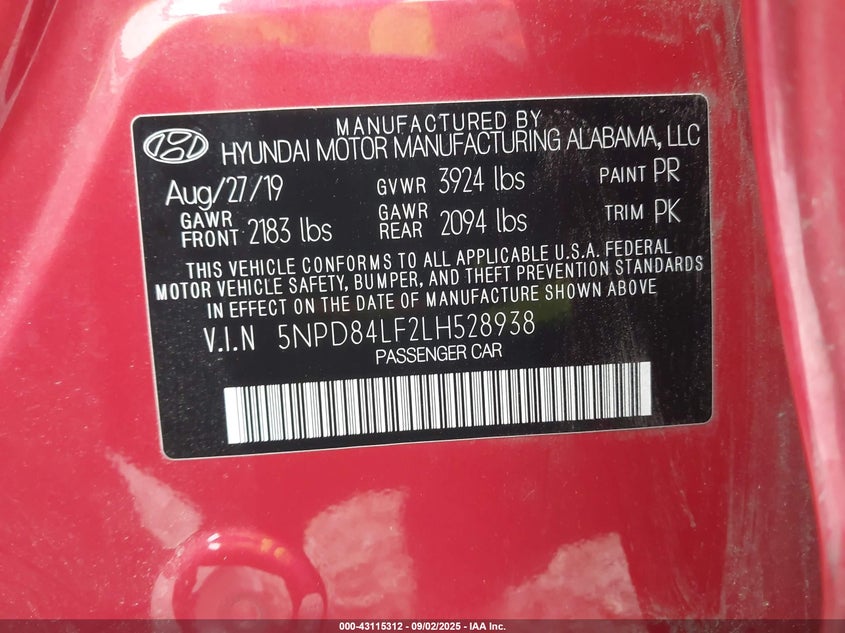 MANUFACTURED BY
HYUNDAI MOTOR MANUFACTURING ALABAMA, LLC
Aug/27/19 GVWR 3924 lbs PAINT PR
GAWR FRONT 2183 lbs GAWR REAR 2094 lbs TRIM PK
THIS VEHICLE CONFORMS TO ALL APPLICABLE U.S.A. FEDERAL
MOTOR VEHICLE SAFETY, BUMPER, AND THEFT PREVENTION STANDARDS
IN EFFECT ON THE DATE OF MANUFACTURE SHOWN ABOVE
V.I.N 5NPD84LF2LH528938
PASSENGER CAR
000-43115312 - 09/02/2025 - IAA Inc.